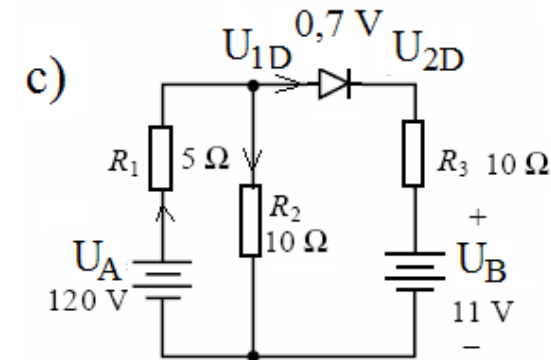 c)
0,7 V
U1D
U2D
R1 5 Ω
R2
10 Ω
R3 10 Ω
UA
120 V
+
UB
11 V
−